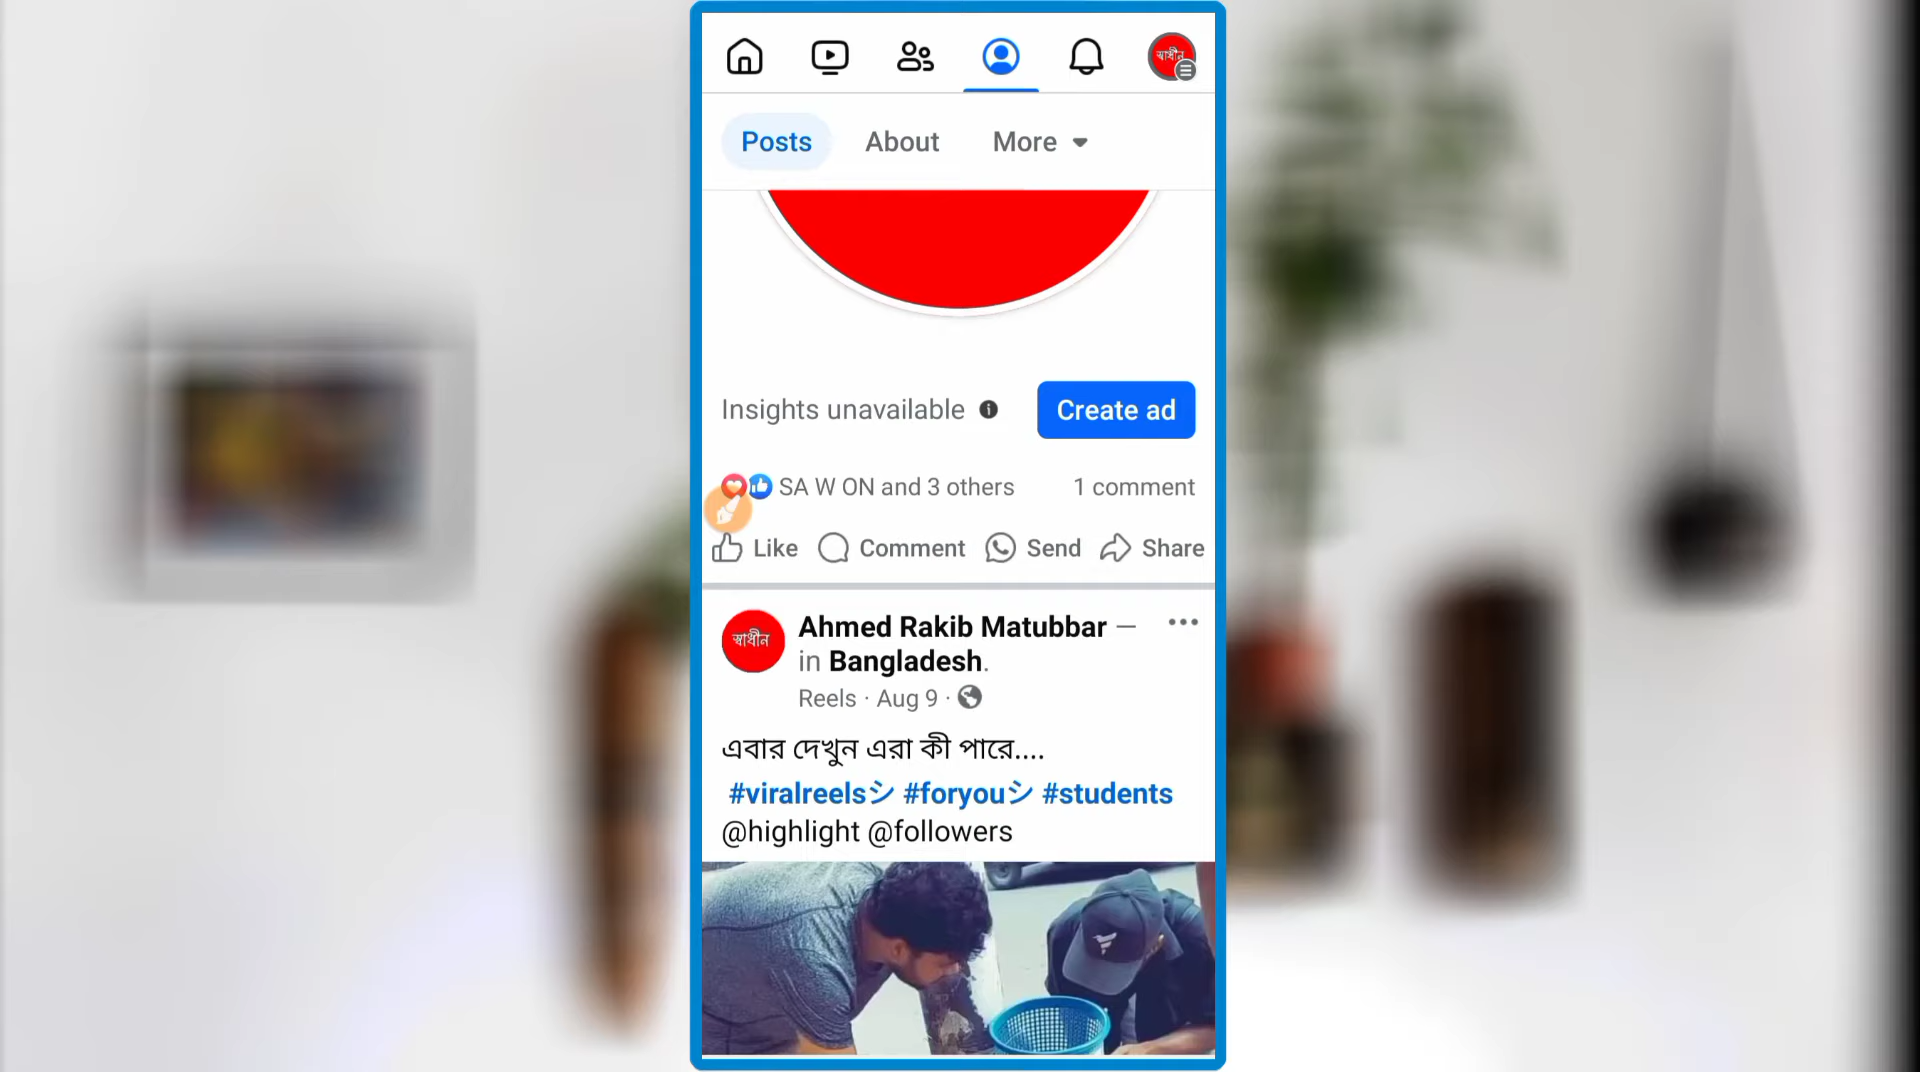 স্বাধীন
Posts About More
Insights unavailable Create ad
SA W ON and 3 others 1 comment
Like Comment Send Share
স্বাধীন
Ahmed Rakib Matubbar —
in Bangladesh.
Reels · Aug 9 ·
এবার দেখুন এরা কী পারে....
#viralreelsシ #foryouシ #students
@highlight @followers